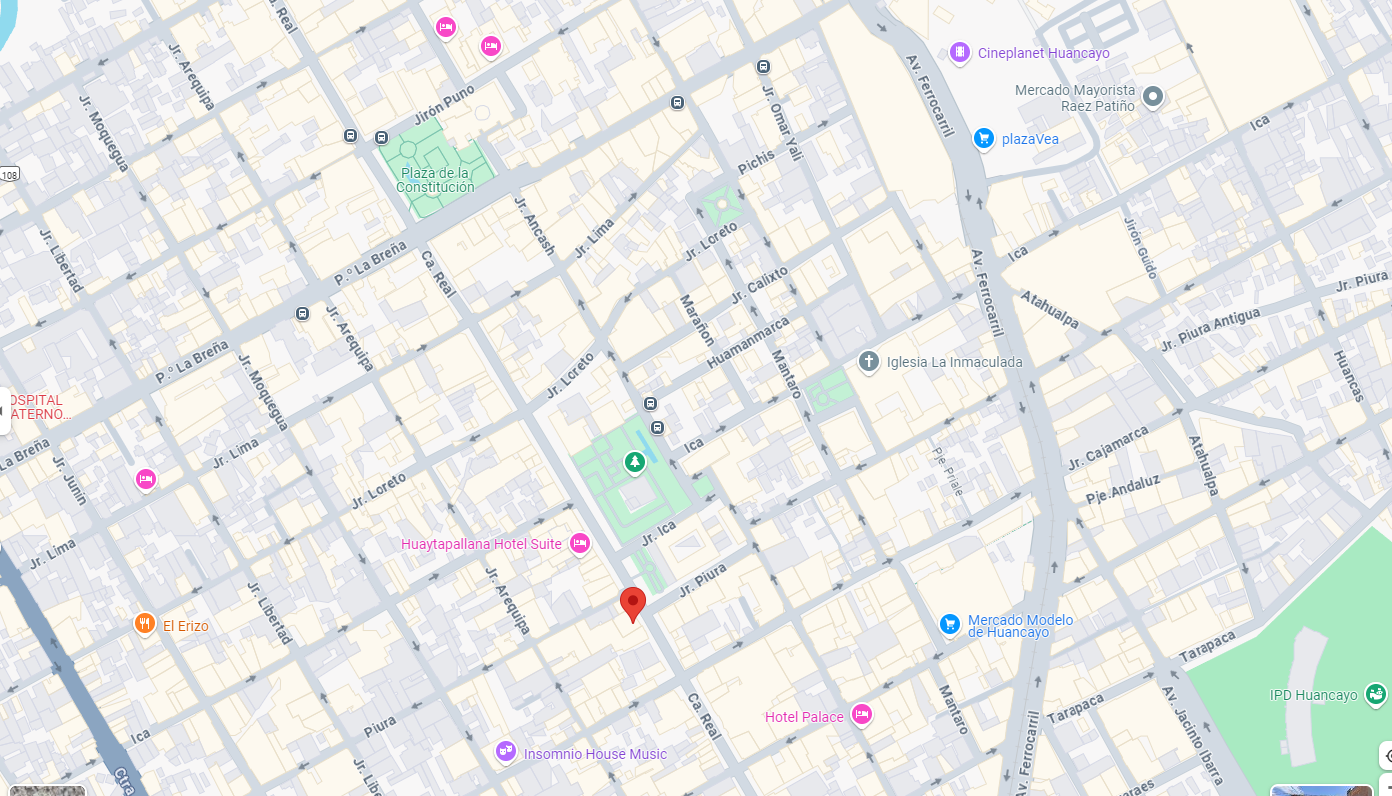 . Real
Jr. Arequipa
Jr. Moquegua
Jirón Puno
Jr. Omar Yali
Av. Ferrocarril
Cineplanet Huancayo
Mercado Mayorista
Raez Patiño
plazaVea
Ica
108
Plaza de la
Constitución
Pichis
Jr. Lima
Jr. Ancash
Jr. Loreto
Jr. Libertad
P.º La Breña
Ca. Real
Jr. Calixto
Av. Ferrocarril
Ica
Jirón Guido
Jr. Piura
Atahualpa
Jr. Piura Antigua
Jr. Arequipa
Marañon
Huamanmarca
Mantaro
Iglesia La Inmaculada
Huancas
P.º La Breña
Jr. Moquegua
Jr. Loreto
OSPITAL
ATERNO...
La Breña
Jr. Lima
Jr. Junín
Jr. Loreto
Ica
Jr. Cajamarca
Pje. Andaluz
Atahualpa
Pje. Priale
Jr. Ica
Huaytapallana Hotel Suite
Jr. Lima
Jr. Arequipa
Jr. Libertad
Jr. Piura
El Erizo
Mercado Modelo
de Huancayo
Tarapaca
IPD Huancayo
Hotel Palace
Ca. Real
Mantaro
Tarapaca
Av. Jacinto Ibarra
Ica
Piura
Insomnio House Music
Av. Ferrocarril
Jr. Lib
Ctra
araes